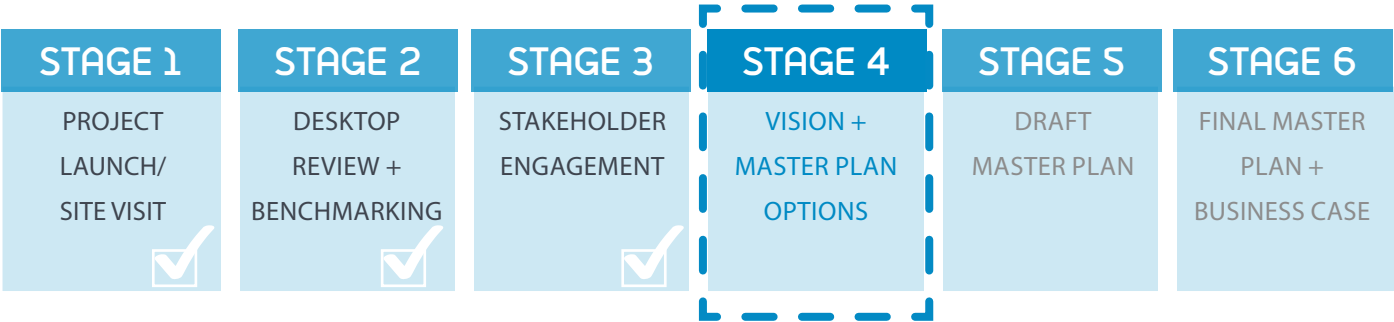 STAGE 1
PROJECT
LAUNCH/
SITE VISIT
STAGE 2
DESKTOP
REVIEW +
BENCHMARKING
STAGE 3
STAKEHOLDER
ENGAGEMENT
STAGE 4
VISION +
MASTER PLAN
OPTIONS
STAGE 5
DRAFT
MASTER PLAN
STAGE 6
FINAL MASTER
PLAN +
BUSINESS CASE